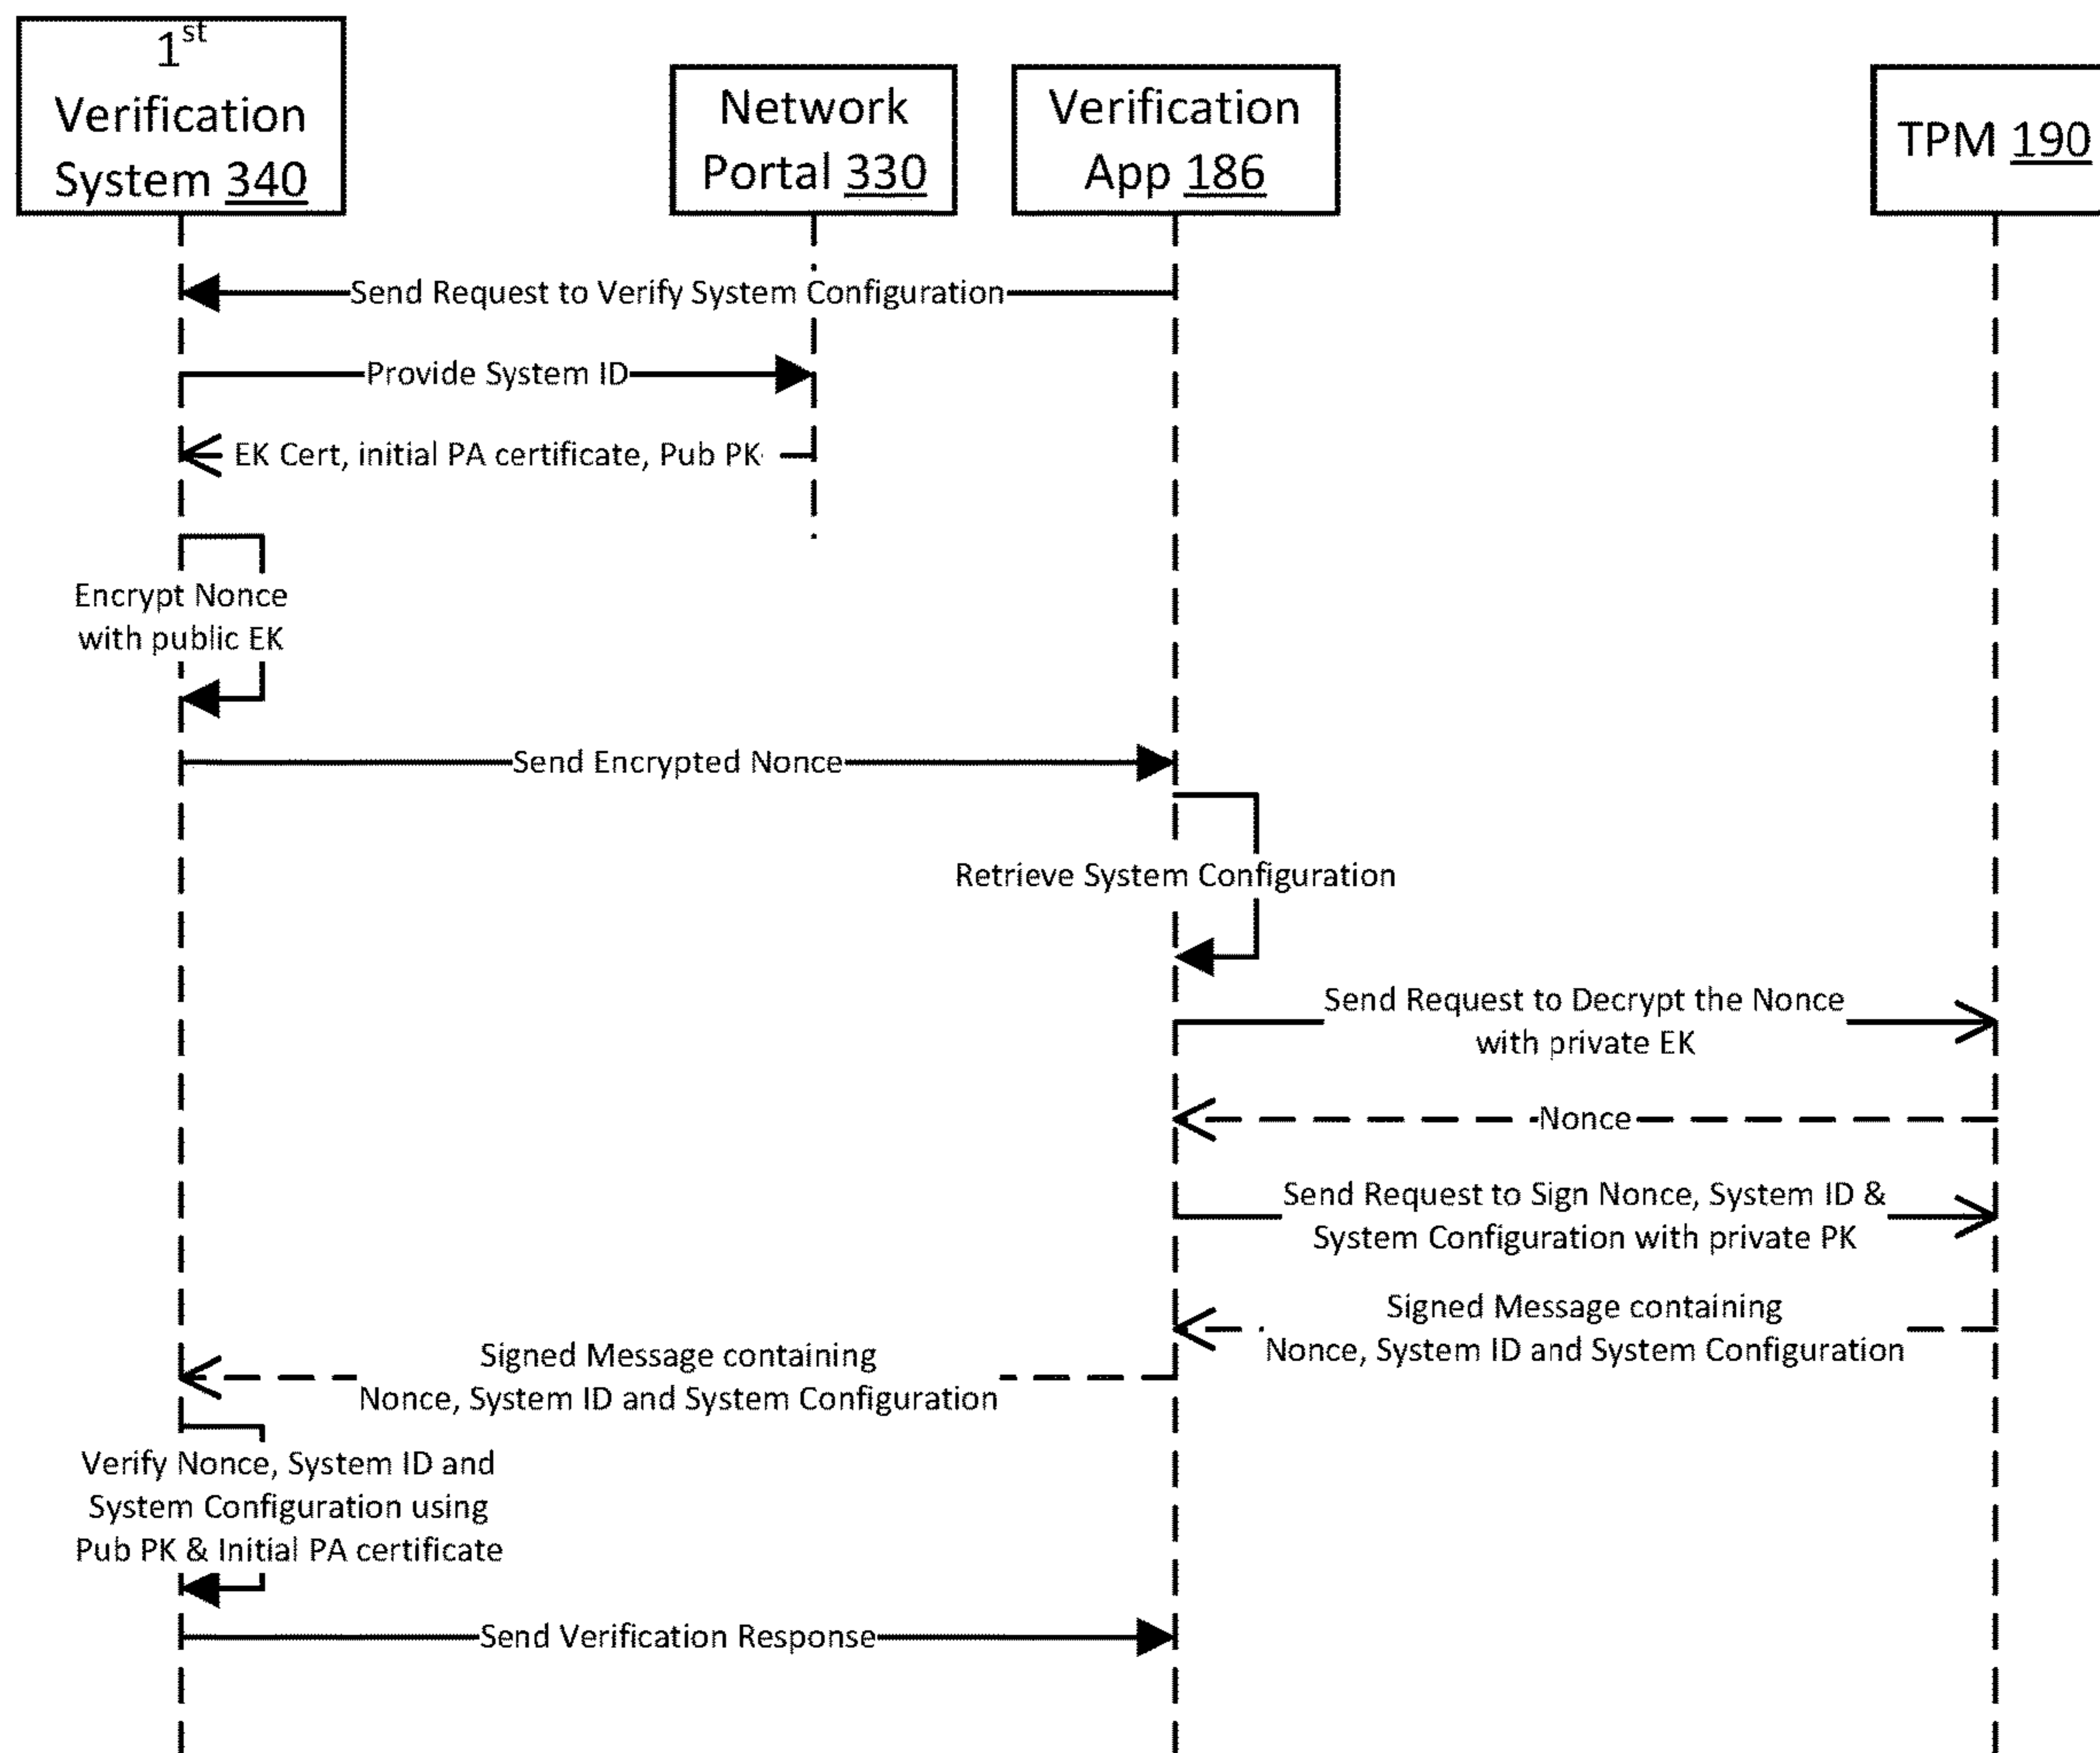 1st
Verification
System 340
Network
Portal 330
Verification
App 186
TPM 190
Send Request to Verify System Configuration
Provide System ID
EK Cert, initial PA certificate, Pub PK
Encrypt Nonce
with public EK
Send Encrypted Nonce
Retrieve System Configuration
Send Request to Decrypt the Nonce
with private EK
Nonce
Send Request to Sign Nonce, System ID &
System Configuration with private PK
Signed Message containing
Nonce, System ID and System Configuration
Signed Message containing
Nonce, System ID and System Configuration
Verify Nonce, System ID and
System Configuration using
Pub PK & Initial PA certificate
Send Verification Response